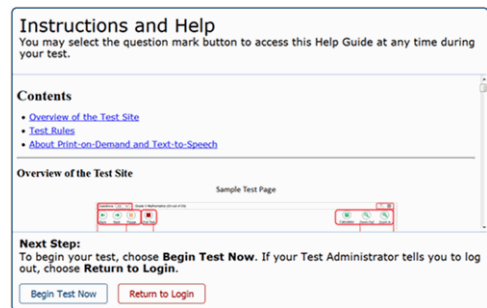 Instructions and Help
You may select the question mark button to access this Help Guide at any time during
your test.
Contents
• Overview of the Test Site
• Test Rules
• About Print-on-Demand and Text-to-Speech
Overview of the Test Site
Sample Test Page
Next Step:
To begin your test, choose Begin Test Now. If your Test Administrator tells you to log
out, choose Return to Login.
Begin Test Now Return to Login